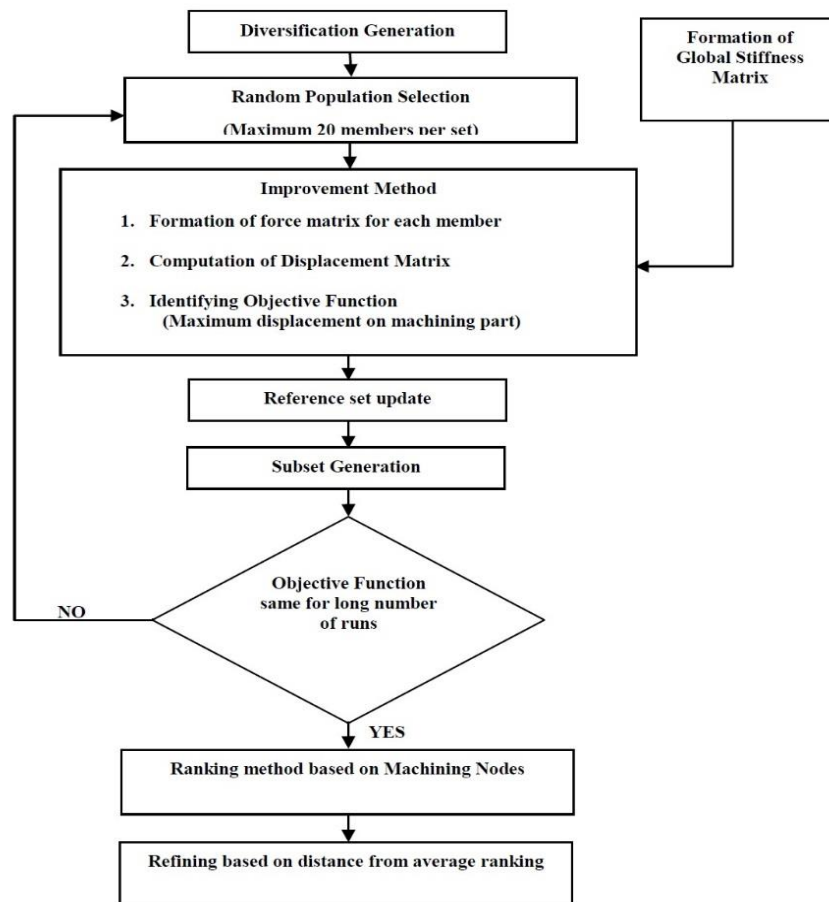 Diversification Generation
Formation of
Global Stiffness
Matrix
Random Population Selection
(Maximum 20 members per set)
Improvement Method
1. Formation of force matrix for each member
2. Computation of Displacement Matrix
3. Identifying Objective Function
(Maximum displacement on machining part)
Reference set update
Subset Generation
Objective Function
same for long number
of runs
NO
YES
Ranking method based on Machining Nodes
Refining based on distance from average ranking